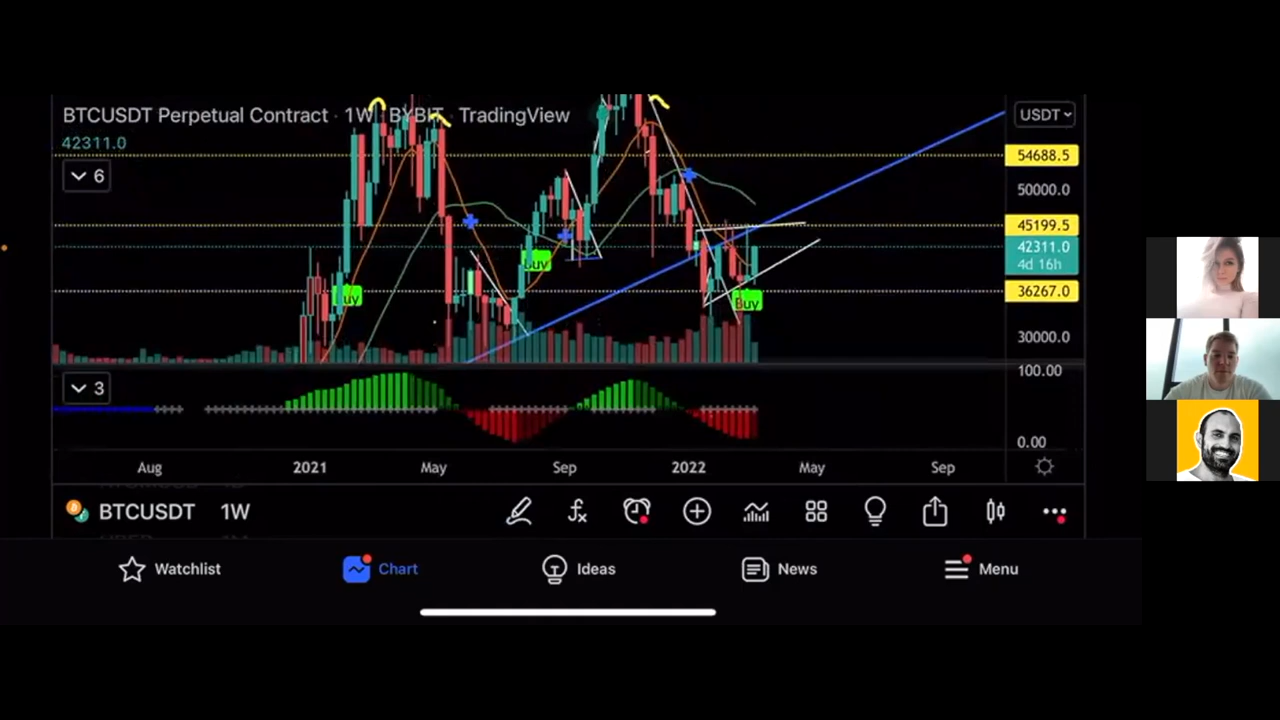 BTCUSDT Perpetual Contract · 1W · BYBIT · TradingView
42311.0
6
USDT
54688.5
50000.0
45199.5
42311.0
4d 16h
36267.0
30000.0
Buy
Buy
Buy
3
100.00
0.00
Aug 2021 May Sep 2022 May Sep
BTCUSDT 1W
Watchlist Chart Ideas News Menu